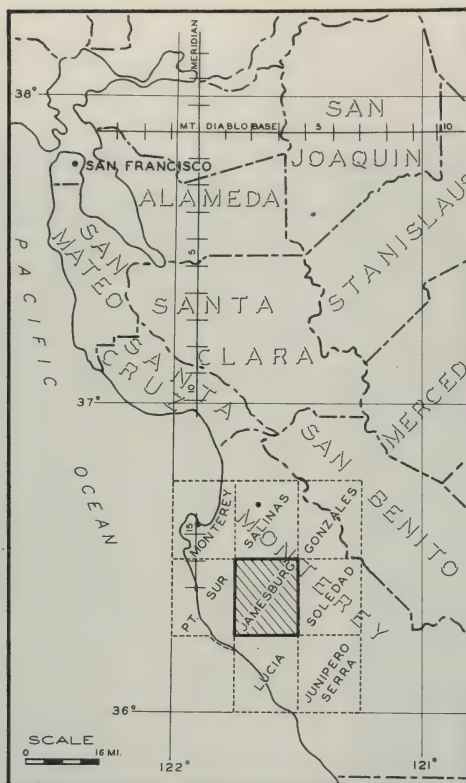 MERIDIAN
38°
MT. DIABLO BASE
5
10
SAN
JOAQUIN
SAN FRANCISCO
ALAMEDA
STANISLAUS
5
SAN
MATEO
PACIFIC
OCEAN
SANTA
CLARA
SANTA
CRUZ
10
37°
MERCED
SAN
BENITO
MONTEREY
15
SALINAS
GONZALES
MONTEREY
PT. SUR
JAMESBURG
SOLEDAD
LUCIA
JUNIPERO
SERRA
36°
SCALE
0 16 MI.
122°
121°